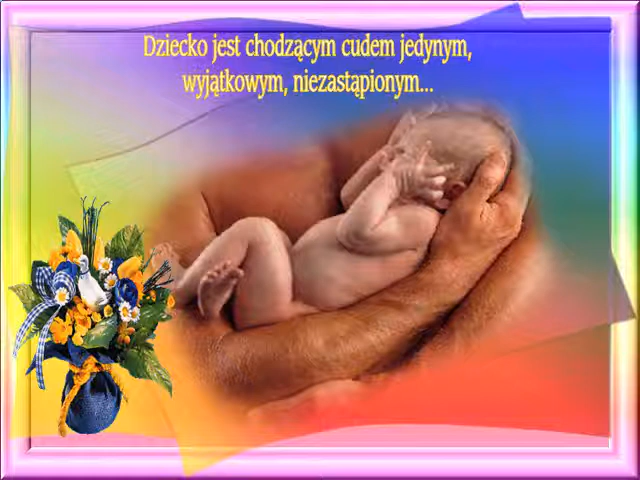 Dziecko jest chodzącym cudem jedynym,
wyjątkowym, niezastąpionym...